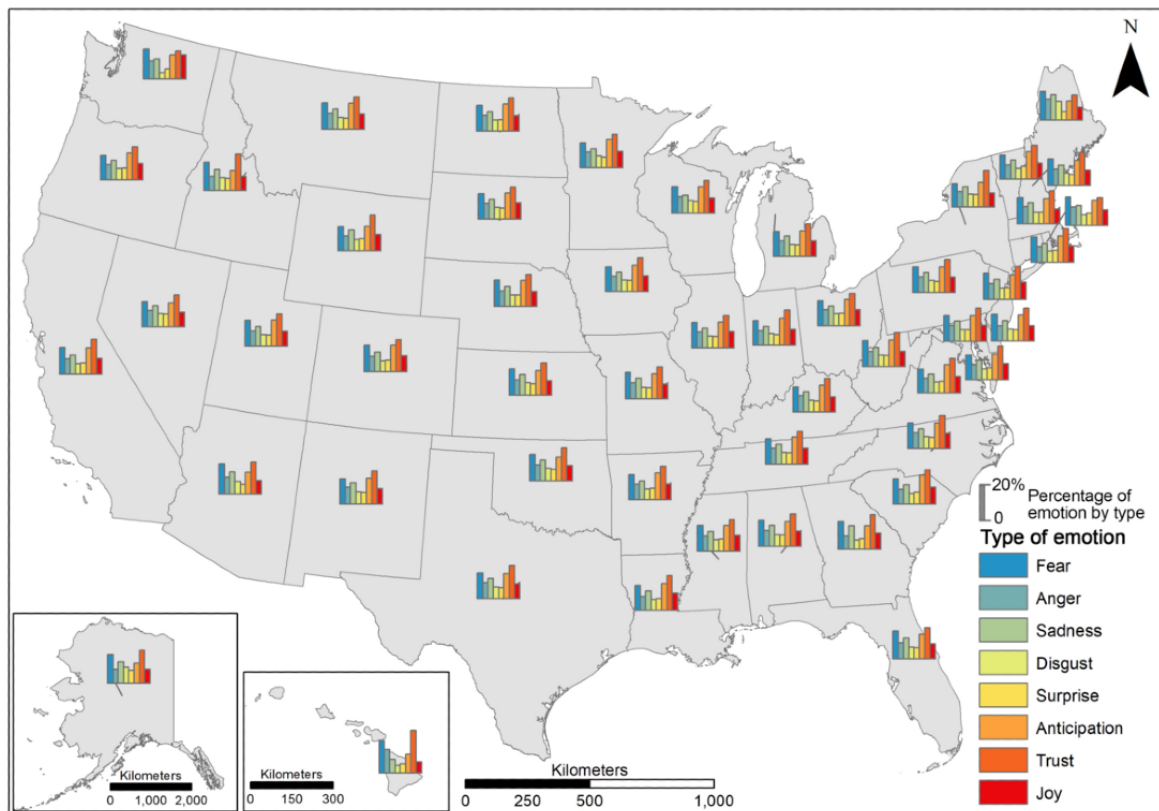 N
20%
0
Percentage of
emotion by type
Type of emotion
Fear
Anger
Sadness
Disgust
Surprise
Anticipation
Trust
Joy
Kilometers
0 1,000 2,000
Kilometers
0 150 300
Kilometers
0 250 500 1,000